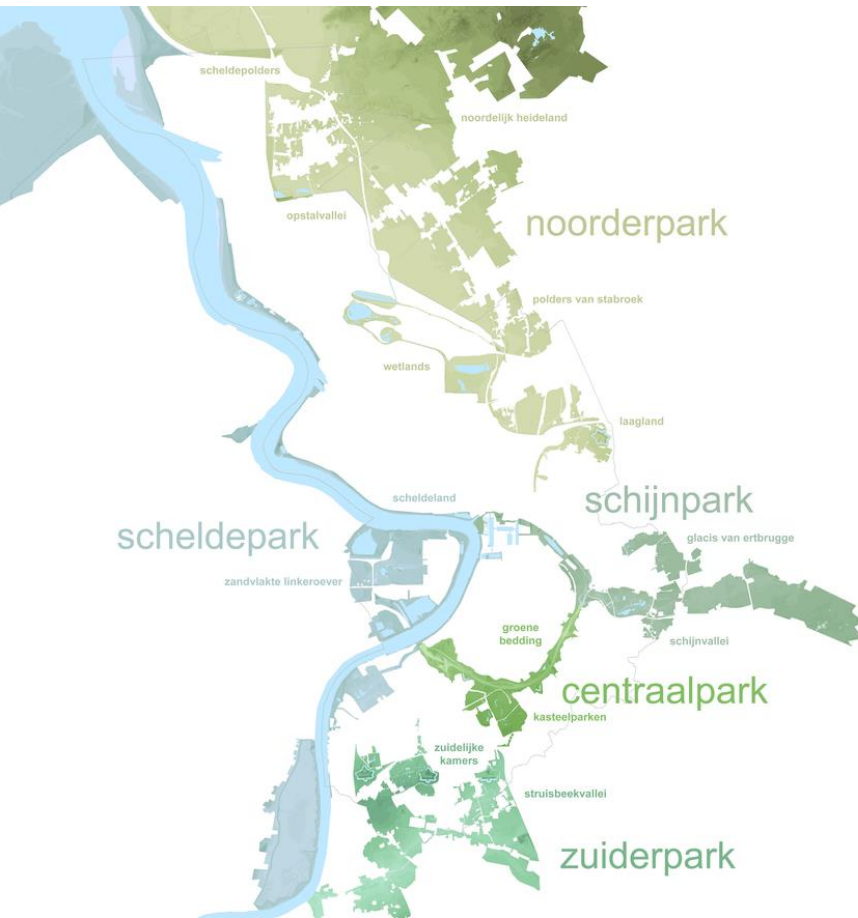 scheldepolders
noordelijk heideland
opstalvallei
noorderpark
polders van stabroek
wetlands
laagland
scheldeland
schijnpark
scheldepark
glacis van ertbrugge
zandvlakte linkeroever
groene
bedding
schijnvallei
centraalpark
kasteelparken
zuidelijke
kamers
struisbeekvallei
zuiderpark